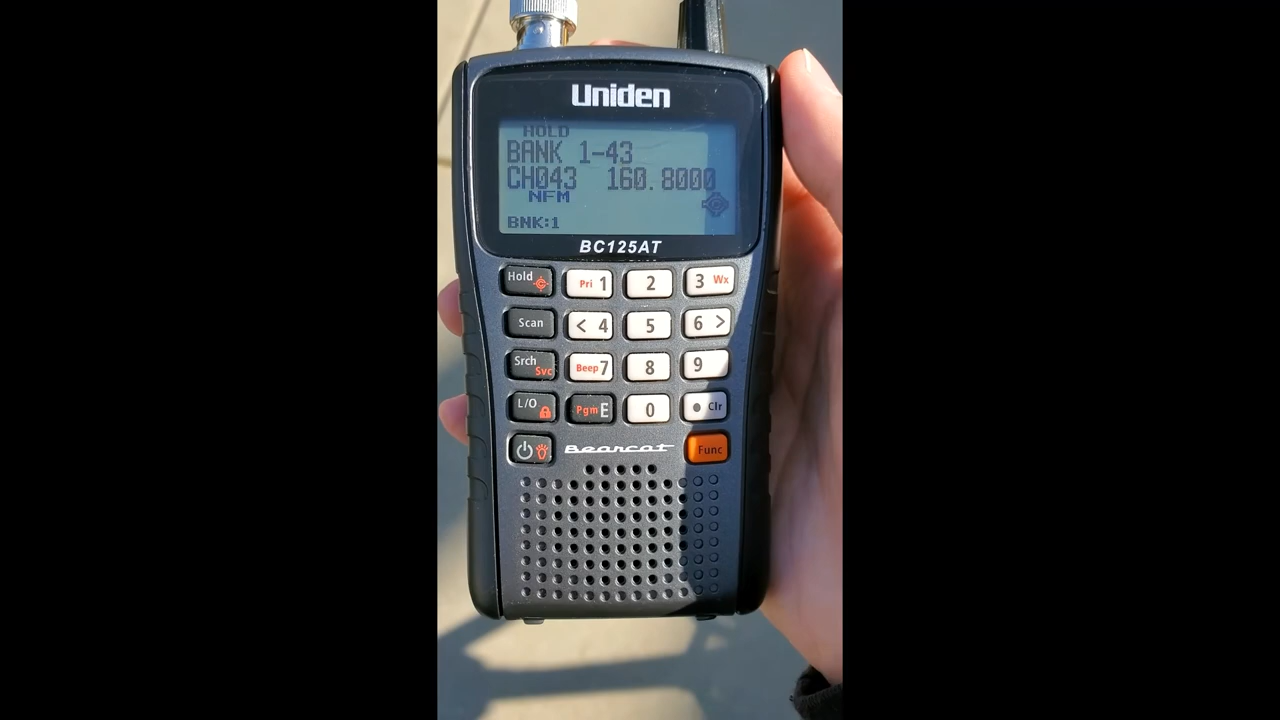 Uniden
HOLD
BANK 1-43
CH043 160.8000
NFM
BNK:1
BC125AT
Hold Pri 1 2 3 Wx
Scan < 4 5 6 >
Srch Svc Beep 7 8 9
L/O Pgm E 0 • Clr
Bearcat Func